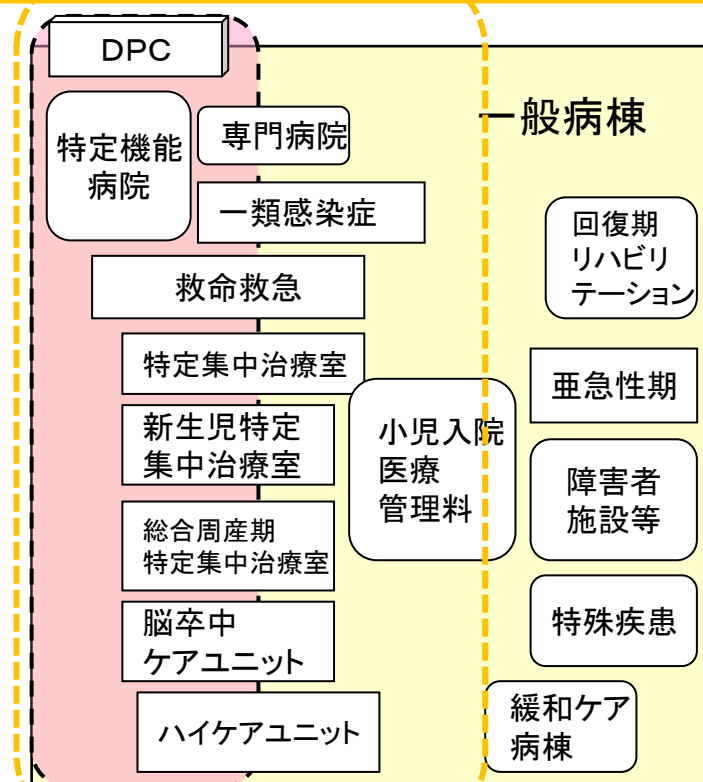 DPC
一般病棟
特定機能
病院
専門病院
一類感染症
回復期
リハビリ
テーション
救命救急
特定集中治療室
亜急性期
新生児特定
集中治療室
小児入院
医療
管理料
障害者
施設等
総合周産期
特定集中治療室
脳卒中
ケアユニット
特殊疾患
ハイケアユニット
緩和ケア
病棟